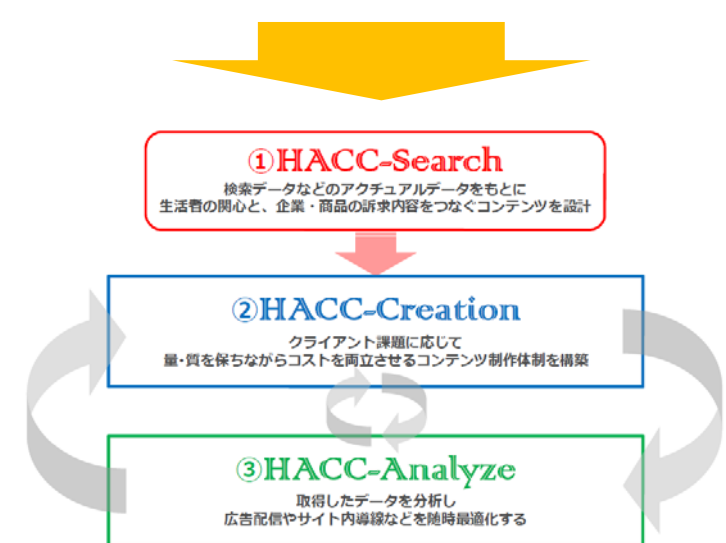 ①HACC-Search
検索データなどのアクチュアルデータをもとに
生活者の関心と、企業・商品の訴求内容をつなぐコンテンツを設計
②HACC-Creation
クライアント課題に応じて
量・質を保ちながらコストを両立させるコンテンツ制作体制を構築
③HACC-Analyze
取得したデータを分析し
広告配信やサイト内導線などを随時最適化する